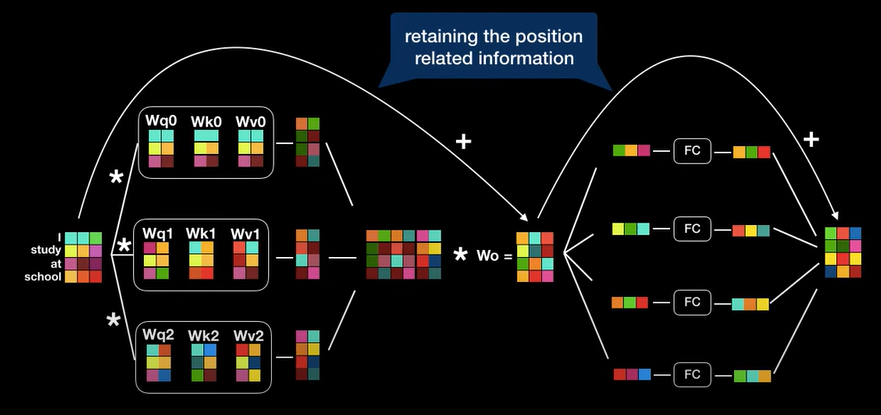 retaining the position
related information
Wq0 Wk0 Wv0
+
+
FC
*
I
study
at
school
*
Wq1 Wk1 Wv1
* Wo =
FC
*
Wq2 Wk2 Wv2
FC
FC